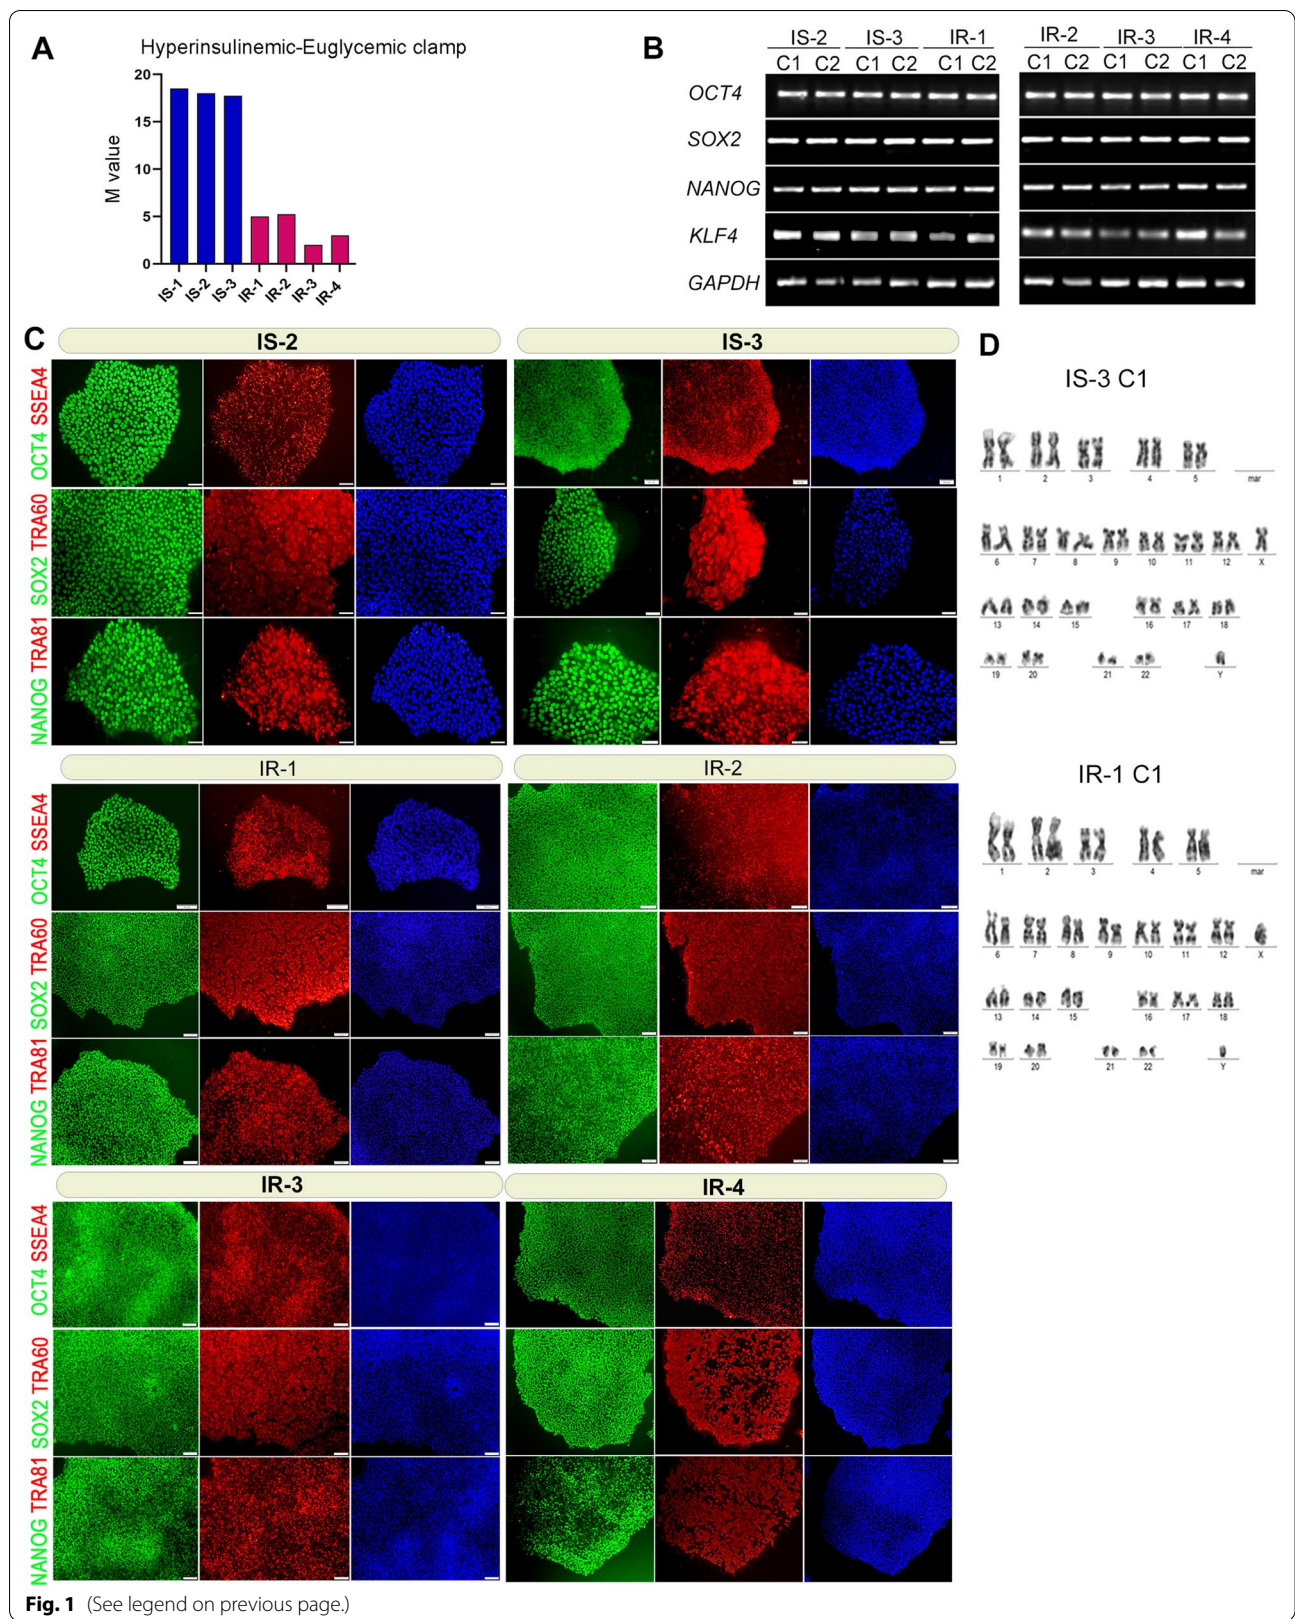 A
Hyperinsulinemic-Euglycemic clamp
M value
20
15
10
5
0
IS-1 IS-2 IS-3 IR-1 IR-2 IR-3 IR-4
B
IS-2 IS-3 IR-1 IR-2 IR-3 IR-4
C1 C2 C1 C2 C1 C2 C1 C2 C1 C2 C1 C2
OCT4
SOX2
NANOG
KLF4
GAPDH
C
IS-2 IS-3
OCT4 SSEA4
SOX2 TRA60
NANOG TRA81
IR-1 IR-2
OCT4 SSEA4
SOX2 TRA60
NANOG TRA81
IR-3 IR-4
OCT4 SSEA4
SOX2 TRA60
NANOG TRA81
D
IS-3 C1
1 2 3 4 5 mar
6 7 8 9 10 11 12 X
13 14 15 16 17 18
19 20 21 22 Y
IR-1 C1
1 2 3 4 5 mar
6 7 8 9 10 11 12 X
13 14 15 16 17 18
19 20 21 22 Y
Fig. 1 (See legend on previous page.)